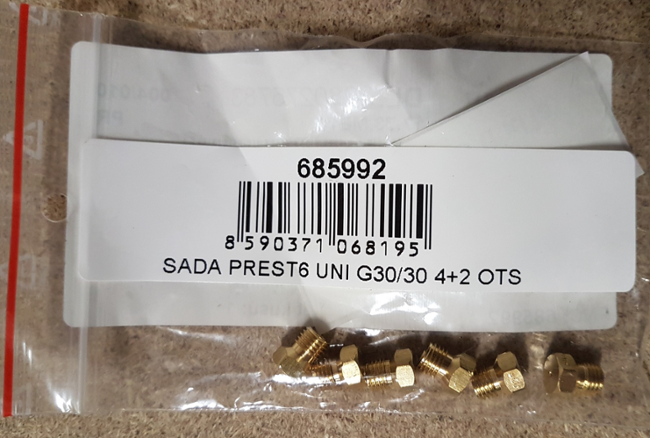 685992
8 590371 068195
SADA PREST6 UNI G30/30 4+2 OTS